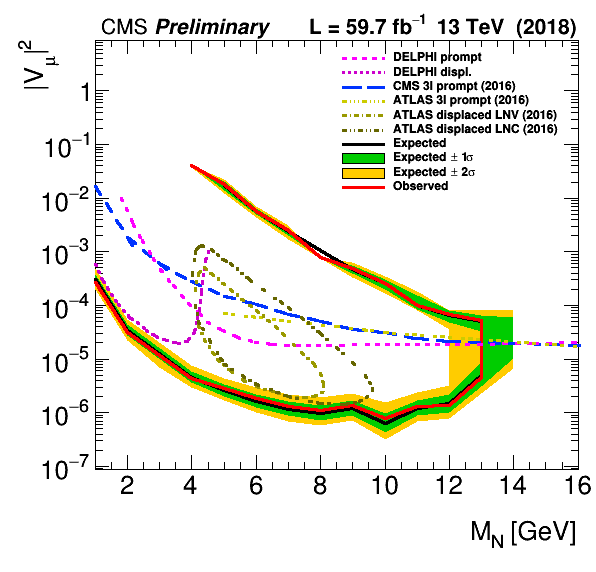 CMS Preliminary L = 59.7 fb⁻¹ 13 TeV (2018)
|Vμ|²
DELPHI prompt
DELPHI displ.
CMS 3l prompt (2016)
ATLAS 3l prompt (2016)
ATLAS displaced LNV (2016)
ATLAS displaced LNC (2016)
Expected
Expected ± 1σ
Expected ± 2σ
Observed
1
10⁻¹
10⁻²
10⁻³
10⁻⁴
10⁻⁵
10⁻⁶
10⁻⁷
2 4 6 8 10 12 14 16
M_N [GeV]